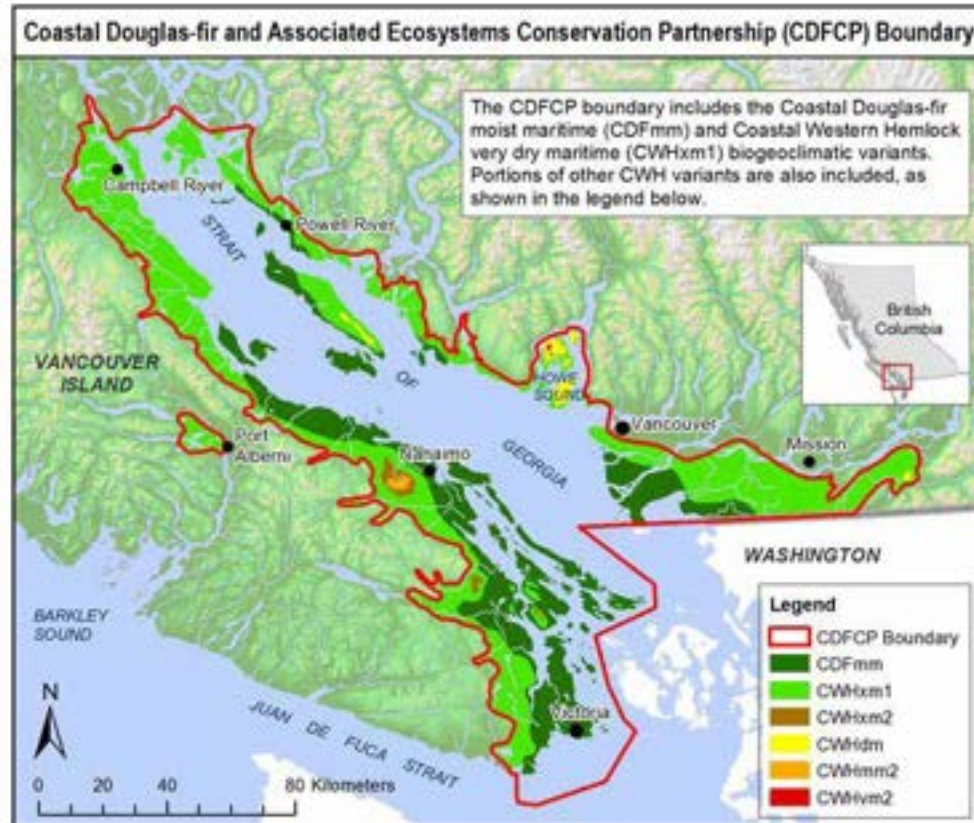 Coastal Douglas-fir and Associated Ecosystems Conservation Partnership (CDFCP) Boundary
The CDFCP boundary includes the Coastal Douglas-fir
moist maritime (CDFmm) and Coastal Western Hemlock
very dry maritime (CWHxm1) biogeoclimatic variants.
Portions of other CWH variants are also included, as
shown in the legend below.
Campbell River
Powell River
STRAIT
OF
GEORGIA
British
Columbia
VANCOUVER
ISLAND
HOWE
SOUND
Vancouver
Mission
Port
Alberni
Nanaimo
WASHINGTON
BARKLEY
SOUND
Victoria
JUAN DE FUCA STRAIT
N
0 20 40 80 Kilometers
Legend
CDFCP Boundary
CDFmm
CWHxm1
CWHxm2
CWHdm
CWHmm2
CWHvm2